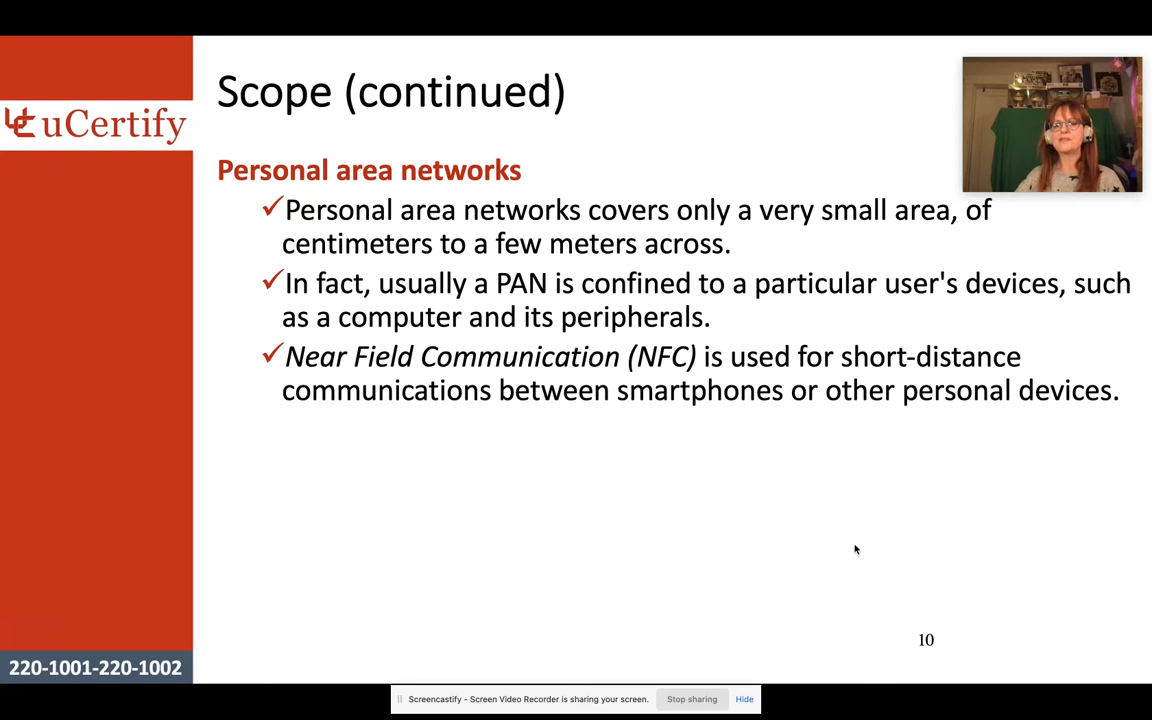 Scope (continued)
uCertify
Personal area networks
✓Personal area networks covers only a very small area, of
centimeters to a few meters across.
✓In fact, usually a PAN is confined to a particular user's devices, such
as a computer and its peripherals.
✓Near Field Communication (NFC) is used for short-distance
communications between smartphones or other personal devices.
10
220-1001-220-1002
Screencastify - Screen Video Recorder is sharing your screen. Stop sharing Hide